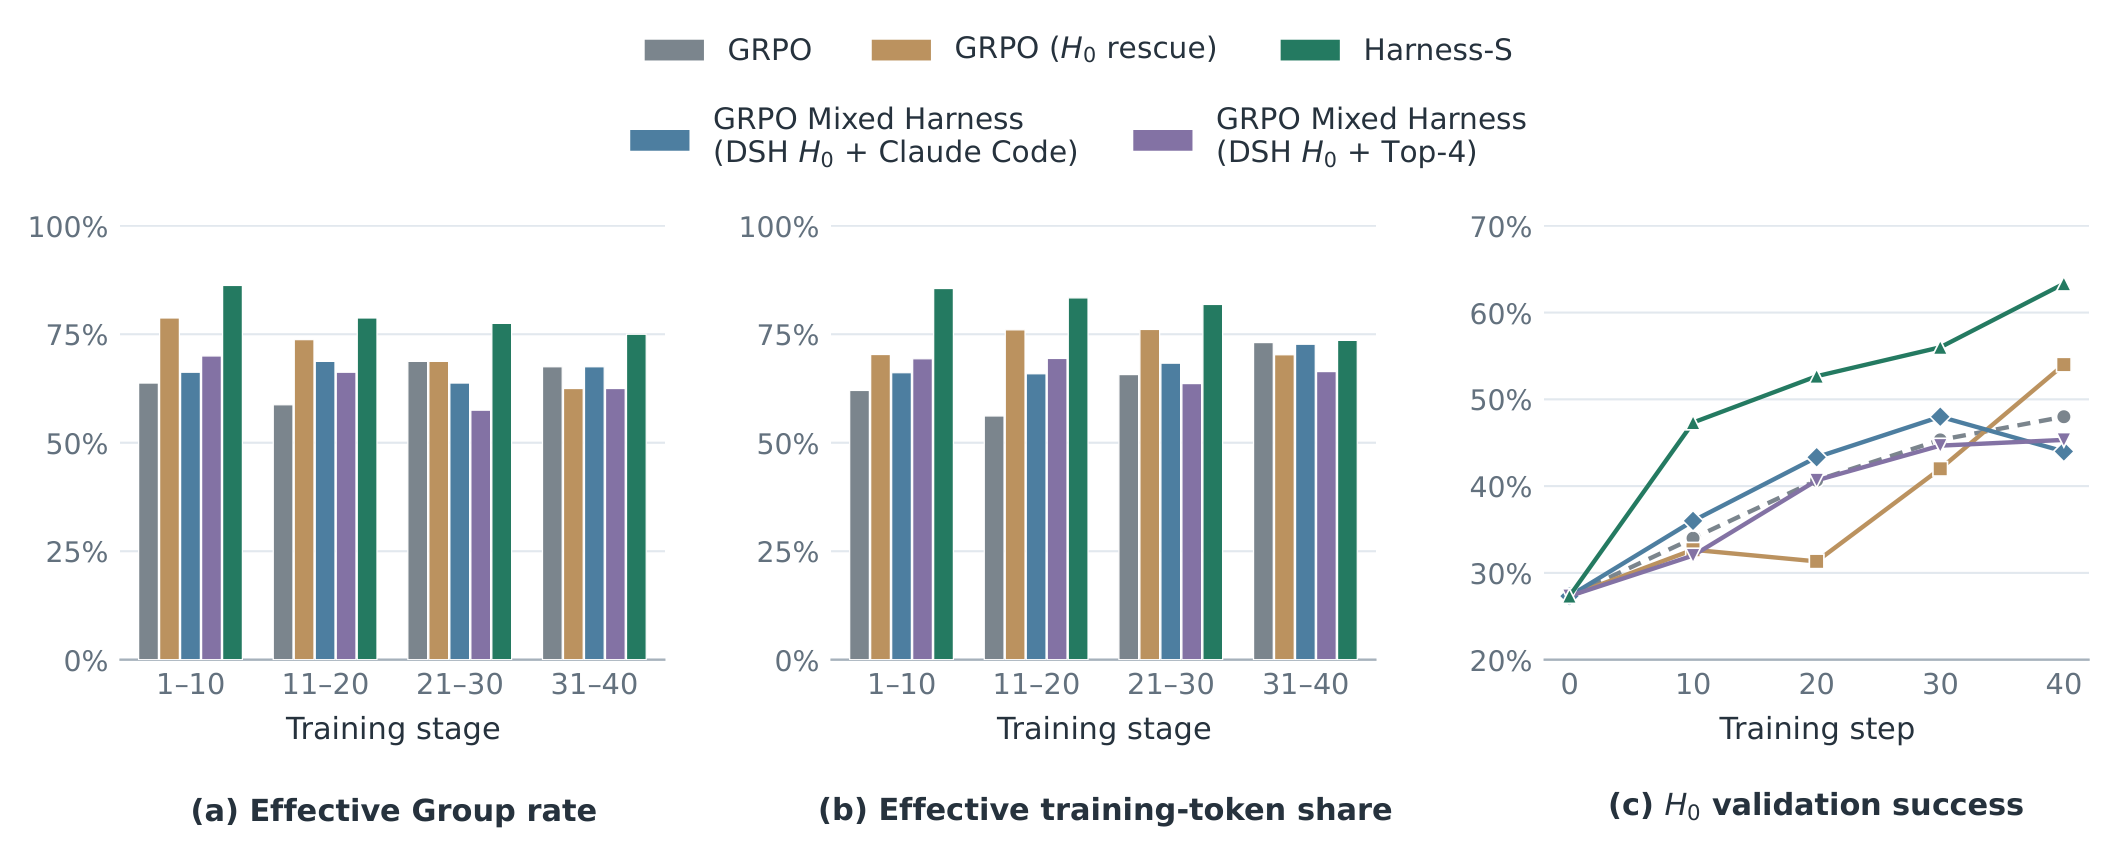 GRPO
GRPO (H₀ rescue)
Harness-S
GRPO Mixed Harness
(DSH H₀ + Claude Code)
GRPO Mixed Harness
(DSH H₀ + Top-4)
100%
75%
50%
25%
0%
1–10
11–20
21–30
31–40
Training stage
(a) Effective Group rate
100%
75%
50%
25%
0%
1–10
11–20
21–30
31–40
Training stage
(b) Effective training-token share
70%
60%
50%
40%
30%
20%
0
10
20
30
40
Training step
(c) H₀ validation success